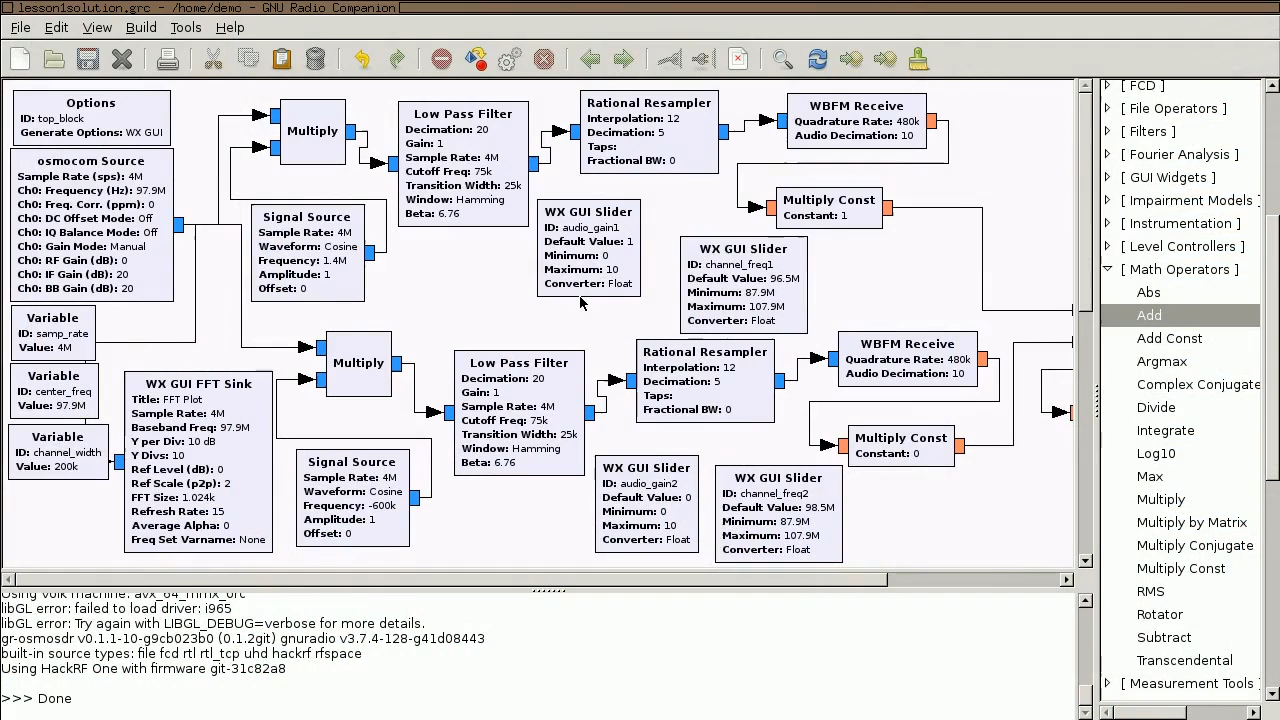 lesson1solution.grc - /home/demo - GNU Radio Companion
File Edit View Build Tools Help
Options
ID: top_block
Generate Options: WX GUI
osmocom Source
Sample Rate (sps): 4M
Ch0: Frequency (Hz): 97.9M
Ch0: Freq. Corr. (ppm): 0
Ch0: DC Offset Mode: Off
Ch0: IQ Balance Mode: Off
Ch0: Gain Mode: Manual
Ch0: RF Gain (dB): 0
Ch0: IF Gain (dB): 20
Ch0: BB Gain (dB): 20
Variable
ID: samp_rate
Value: 4M
Variable
ID: center_freq
Value: 97.9M
Variable
ID: channel_width
Value: 200k
WX GUI FFT Sink
Title: FFT Plot
Sample Rate: 4M
Baseband Freq: 97.9M
Y per Div: 10 dB
Y Divs: 10
Ref Level (dB): 0
Ref Scale (p2p): 2
FFT Size: 1.024k
Refresh Rate: 15
Average Alpha: 0
Freq Set Varname: None
Multiply
Signal Source
Sample Rate: 4M
Waveform: Cosine
Frequency: 1.4M
Amplitude: 1
Offset: 0
Low Pass Filter
Decimation: 20
Gain: 1
Sample Rate: 4M
Cutoff Freq: 75k
Transition Width: 25k
Window: Hamming
Beta: 6.76
Rational Resampler
Interpolation: 12
Decimation: 5
Taps:
Fractional BW: 0
WBFM Receive
Quadrature Rate: 480k
Audio Decimation: 10
Multiply Const
Constant: 1
WX GUI Slider
ID: audio_gain1
Default Value: 1
Minimum: 0
Maximum: 10
Converter: Float
WX GUI Slider
ID: channel_freq1
Default Value: 96.5M
Minimum: 87.9M
Maximum: 107.9M
Converter: Float
Multiply
Signal Source
Sample Rate: 4M
Waveform: Cosine
Frequency: -600k
Amplitude: 1
Offset: 0
Low Pass Filter
Decimation: 20
Gain: 1
Sample Rate: 4M
Cutoff Freq: 75k
Transition Width: 25k
Window: Hamming
Beta: 6.76
Rational Resampler
Interpolation: 12
Decimation: 5
Taps:
Fractional BW: 0
WBFM Receive
Quadrature Rate: 480k
Audio Decimation: 10
Multiply Const
Constant: 0
WX GUI Slider
ID: audio_gain2
Default Value: 0
Minimum: 0
Maximum: 10
Converter: Float
WX GUI Slider
ID: channel_freq2
Default Value: 98.5M
Minimum: 87.9M
Maximum: 107.9M
Converter: Float
[ FCD ]
[ File Operators ]
[ Filters ]
[ Fourier Analysis ]
[ GUI Widgets ]
[ Impairment Models ]
[ Instrumentation ]
[ Level Controllers ]
[ Math Operators ]
Abs
Add
Add Const
Argmax
Complex Conjugate
Divide
Integrate
Log10
Max
Multiply
Multiply by Matrix
Multiply Conjugate
Multiply Const
RMS
Rotator
Subtract
Transcendental
[ Measurement Tools ]
Using Volk machine: avx_64_mmx_orc
libGL error: failed to load driver: i965
libGL error: Try again with LIBGL_DEBUG=verbose for more details.
gr-osmosdr v0.1.1-10-g9cb023b0 (0.1.2git) gnuradio v3.7.4-128-g41d08443
built-in source types: file fcd rtl rtl_tcp uhd hackrf rfspace
Using HackRF One with firmware git-31c82a8
>>> Done